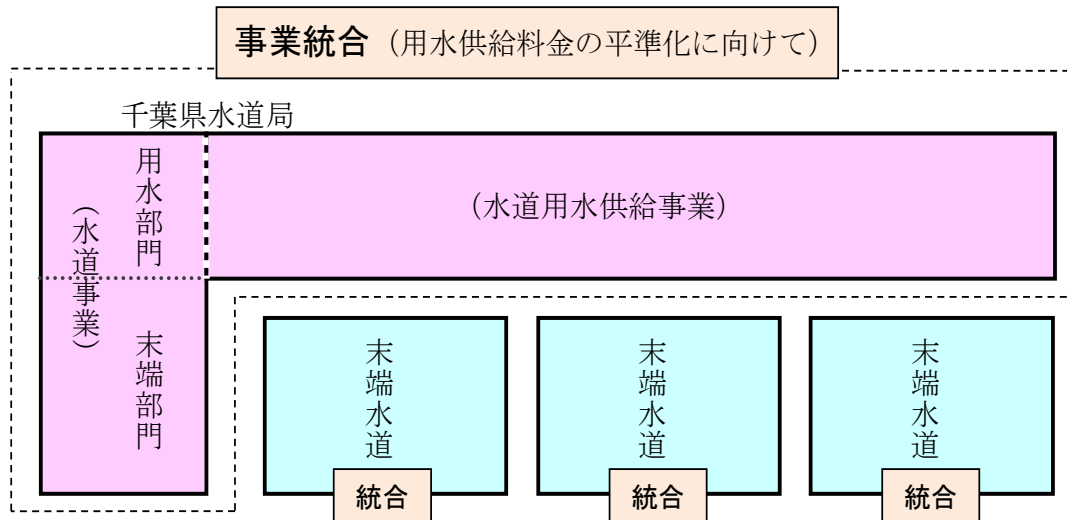 事業統合（用水供給料金の平準化に向けて）
千葉県水道局
（水道事業）
用水部門
末端部門
（水道用水供給事業）
末端水道
末端水道
末端水道
統合
統合
統合